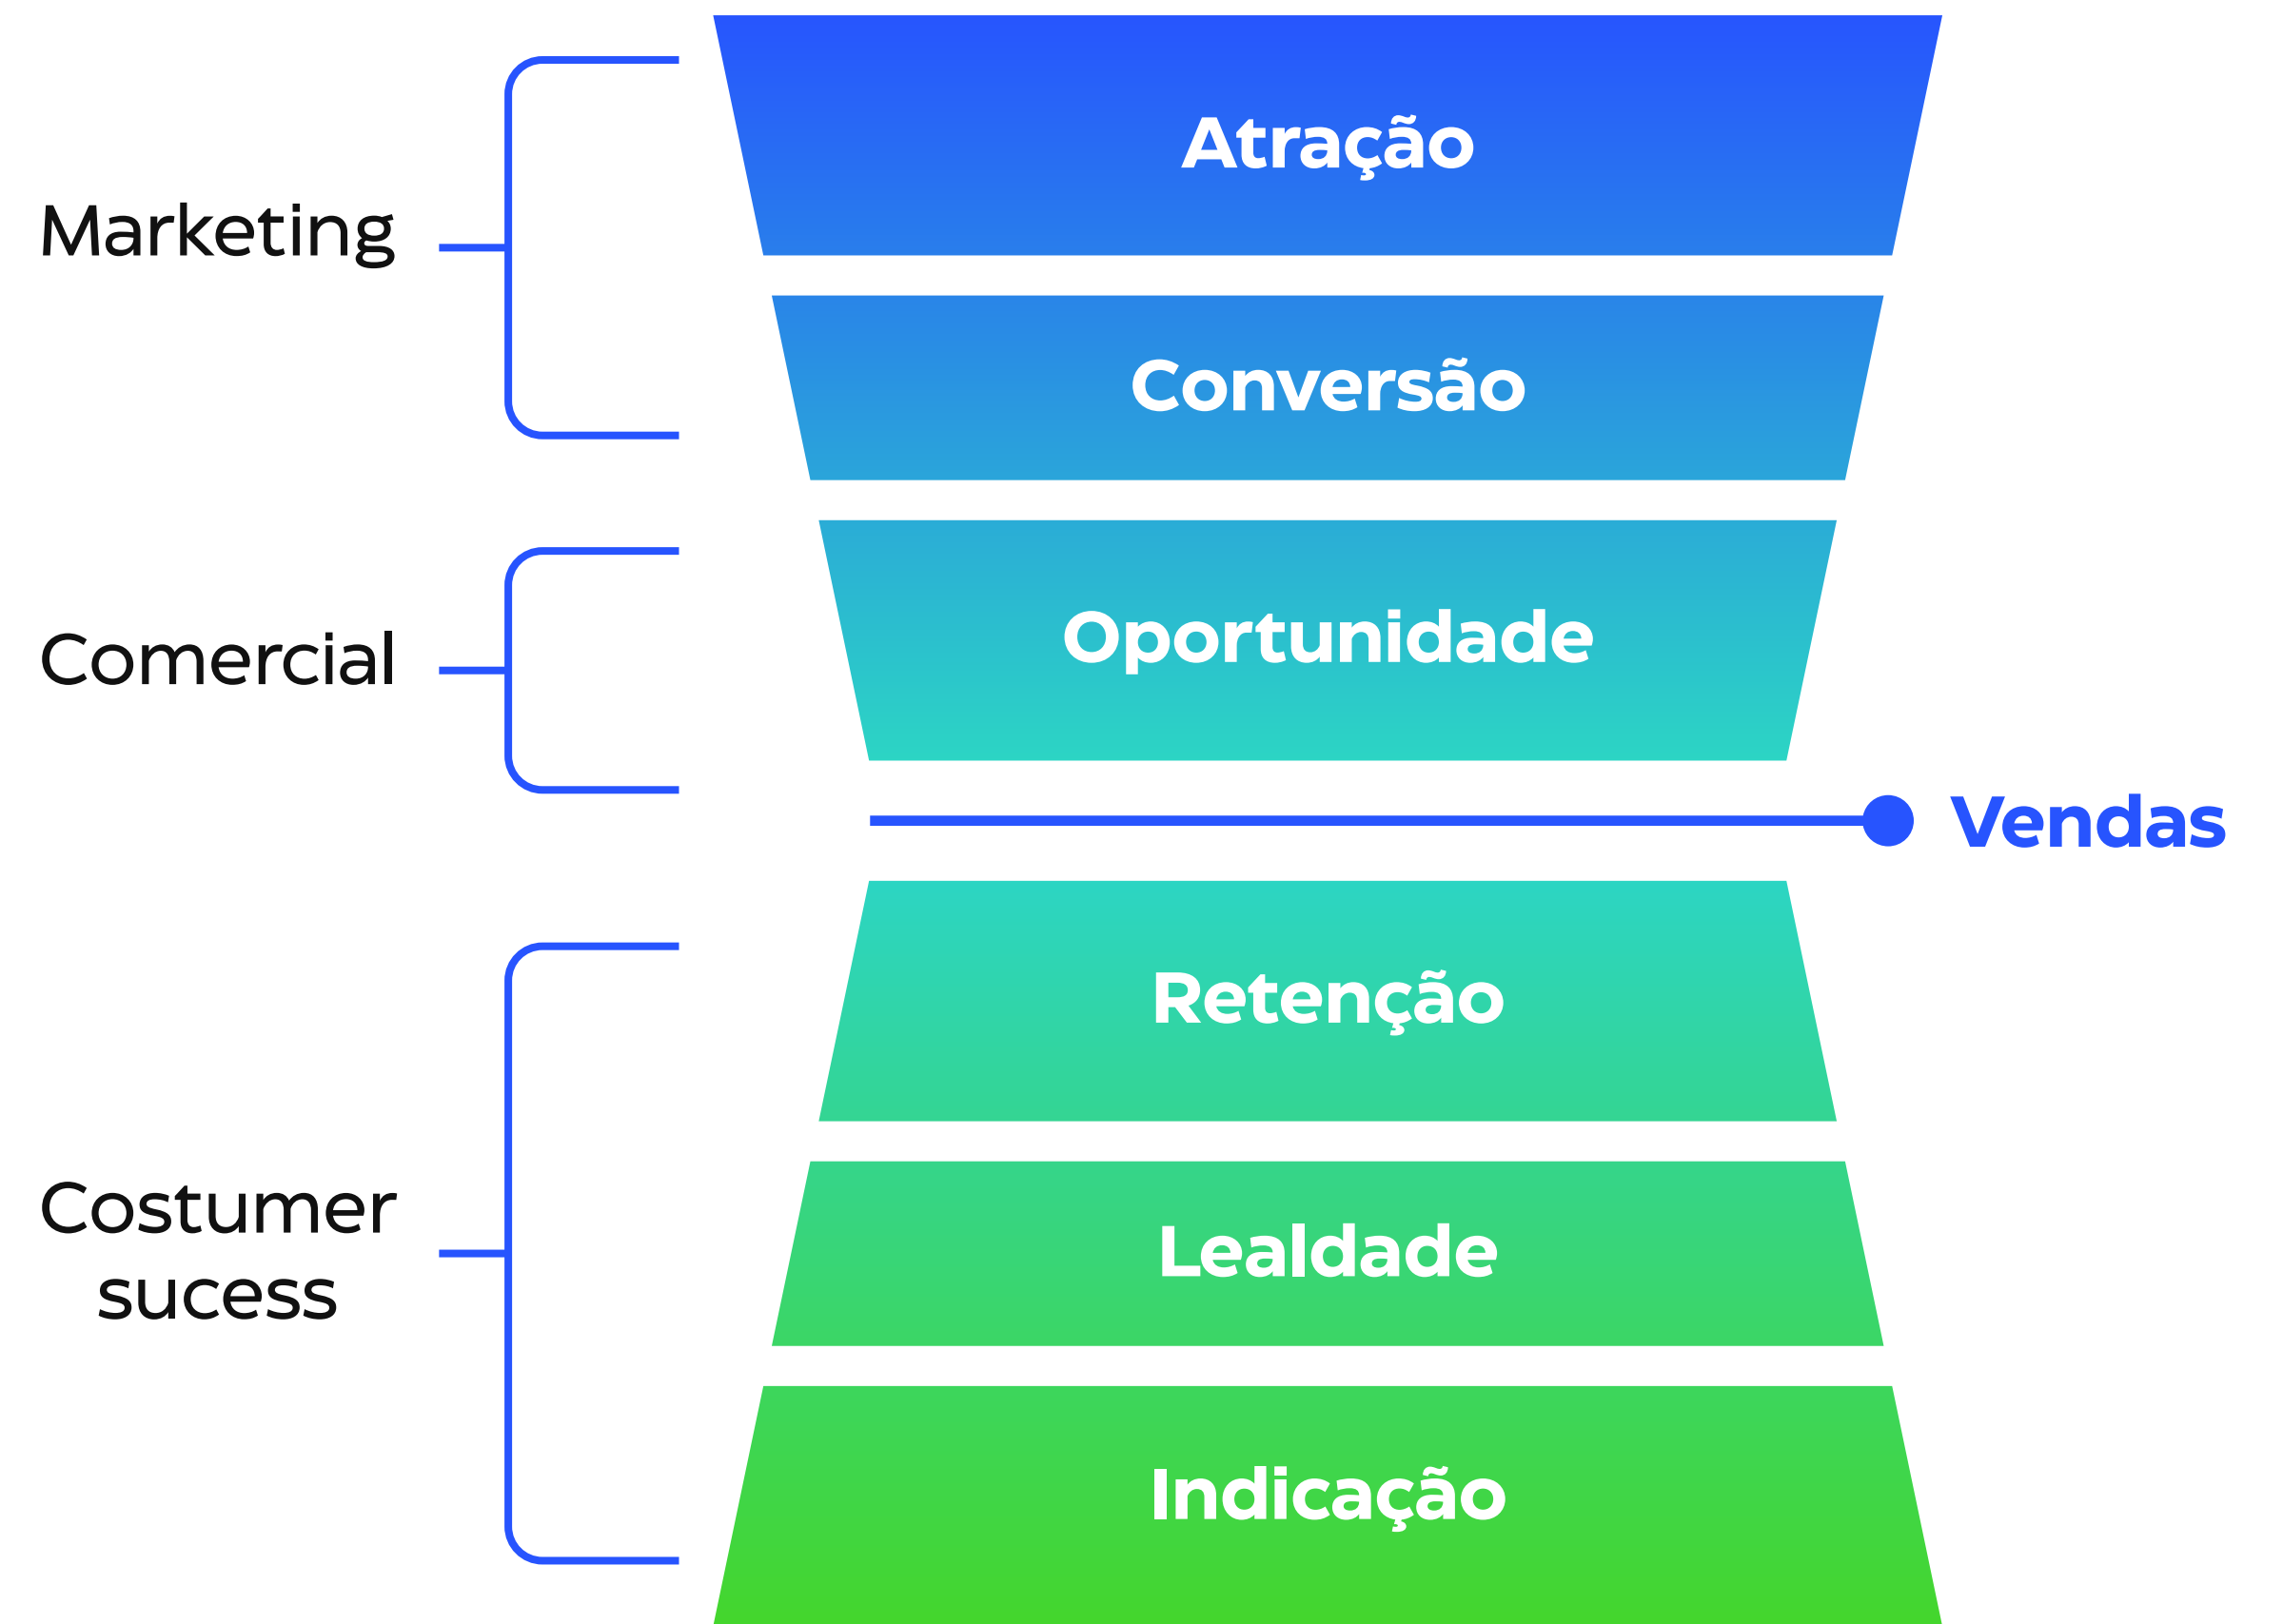 Atração
Marketing
Conversão
Oportunidade
Comercial
Vendas
Retenção
Costumer
sucess
Lealdade
Indicação